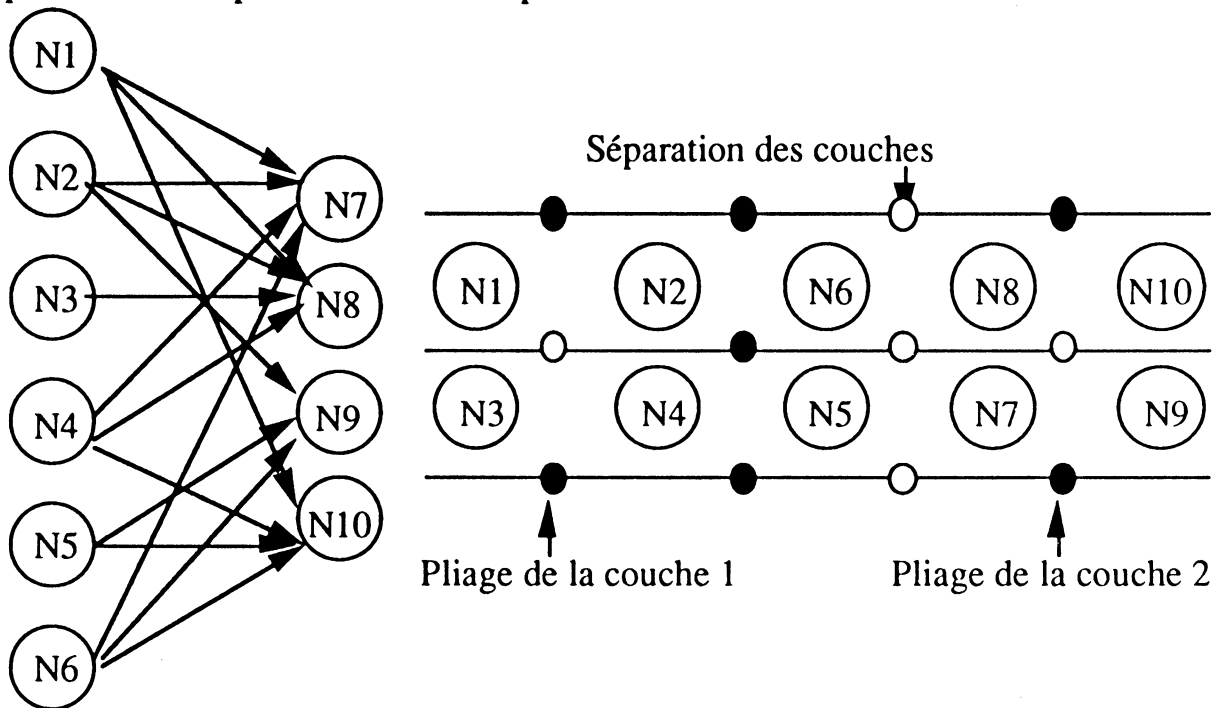 N1
N2
N3
N4
N5
N6
N7
N8
N9
N10
Séparation des couches
N1 N2 N6 N8 N10
N3 N4 N5 N7 N9
Pliage de la couche 1 Pliage de la couche 2